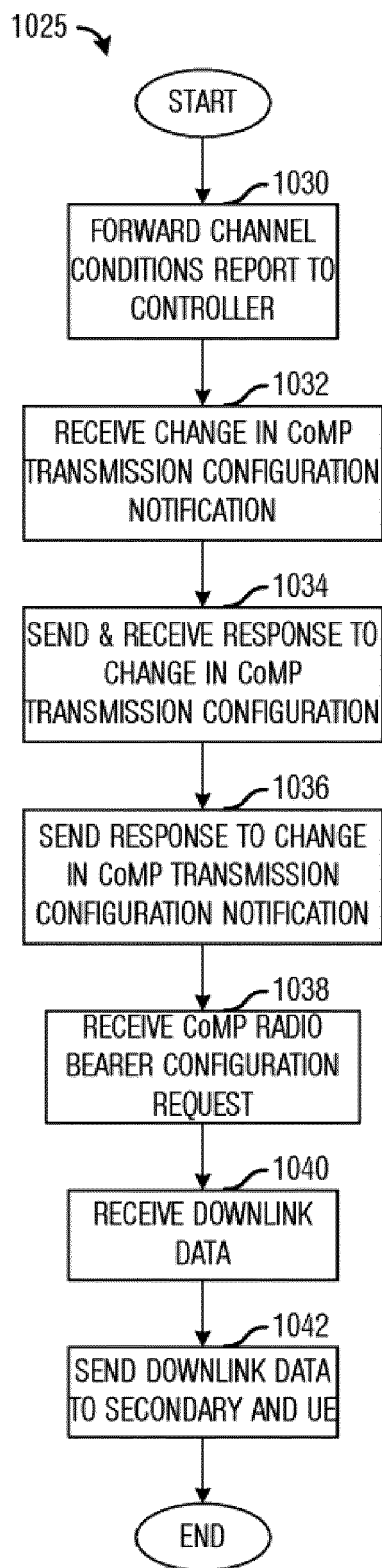 1025
START
1030
FORWARD CHANNEL
CONDITIONS REPORT TO
CONTROLLER
1032
RECEIVE CHANGE IN CoMP
TRANSMISSION CONFIGURATION
NOTIFICATION
1034
SEND & RECEIVE RESPONSE TO
CHANGE IN CoMP
TRANSMISSION CONFIGURATION
1036
SEND RESPONSE TO CHANGE
IN CoMP TRANSMISSION
CONFIGURATION NOTIFICATION
1038
RECEIVE CoMP RADIO
BEARER CONFIGURATION
REQUEST
1040
RECEIVE DOWNLINK
DATA
1042
SEND DOWNLINK DATA
TO SECONDARY AND UE
END